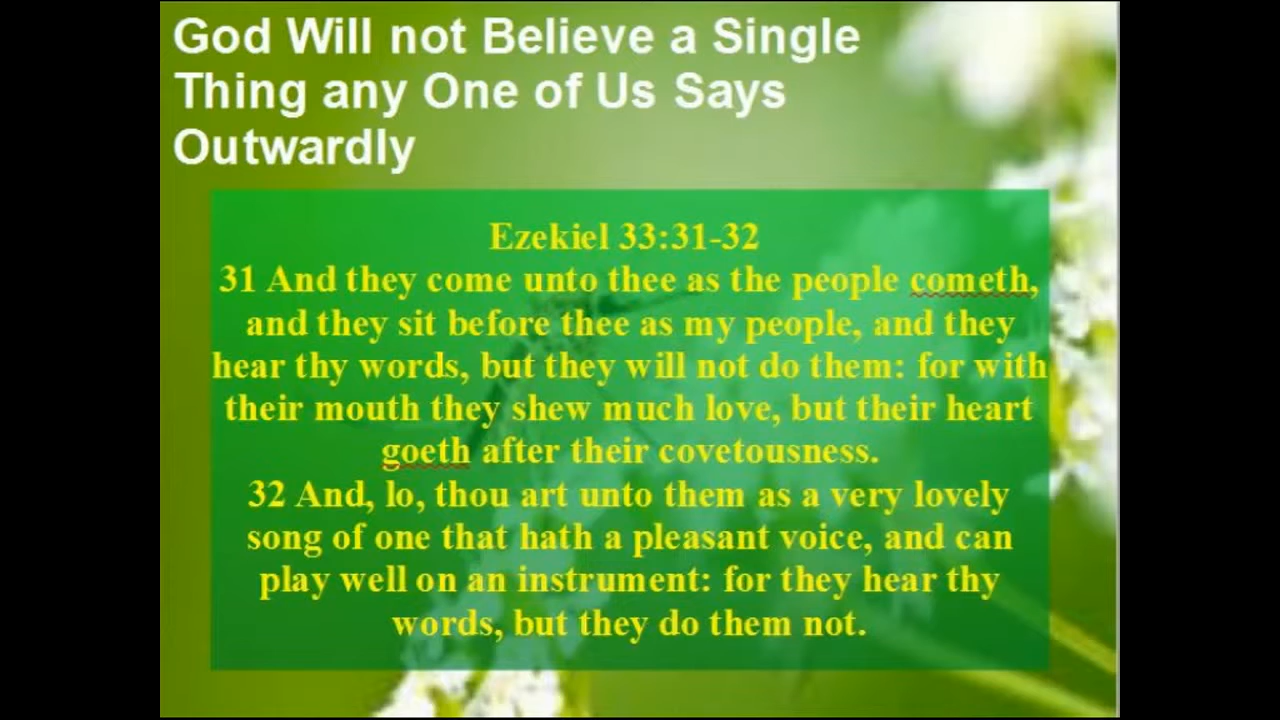 God Will not Believe a Single
Thing any One of Us Says
Outwardly
Ezekiel 33:31-32
31 And they come unto thee as the people cometh,
and they sit before thee as my people, and they
hear thy words, but they will not do them: for with
their mouth they shew much love, but their heart
goeth after their covetousness.
32 And, lo, thou art unto them as a very lovely
song of one that hath a pleasant voice, and can
play well on an instrument: for they hear thy
words, but they do them not.